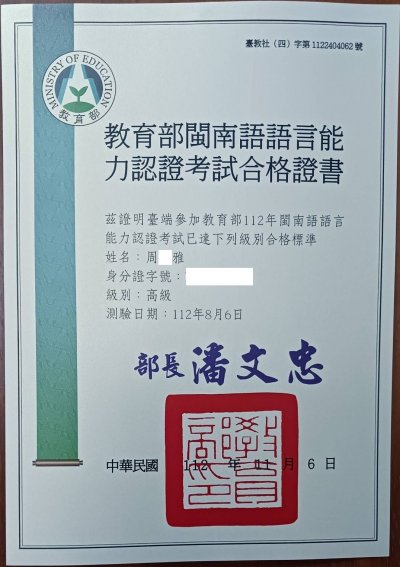 臺教社（四）字第1122404062號
MINISTRY OF EDUCATION
教育部
教育部閩南語語言能
力認證考試合格證書
茲證明臺端參加教育部112年閩南語語言
能力認證考試已達下列級別合格標準
姓名：周 雅
身分證字號：
級別：高級
測驗日期：112年8月6日
部長 潘文忠
中華民國 112 年 11 月 6 日
教育部印